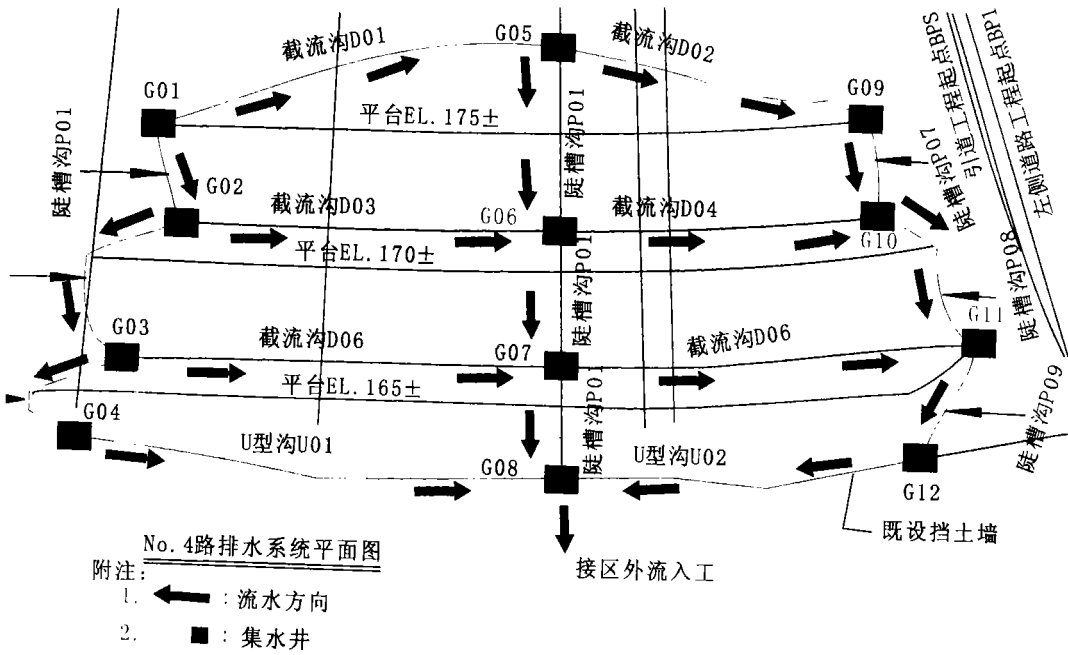 G05
截流沟D01
截流沟D02
引道工程起点BPS
左侧道路工程起点BP1
G01
G09
陡槽沟P01
平台EL.175±
陡槽沟P01
陡槽沟P07
G02
截流沟D03
G06
截流沟D04
G10
平台EL.170±
陡槽沟P01
陡槽沟P08
G03
截流沟D06
G07
截流沟D06
G11
平台EL.165±
陡槽沟P01
陡槽沟P09
G04
U型沟U01
G08
U型沟U02
G12
既设挡土墙
No.4路排水系统平面图
接区外流入工
附注:
1. : 流水方向
2. : 集水井